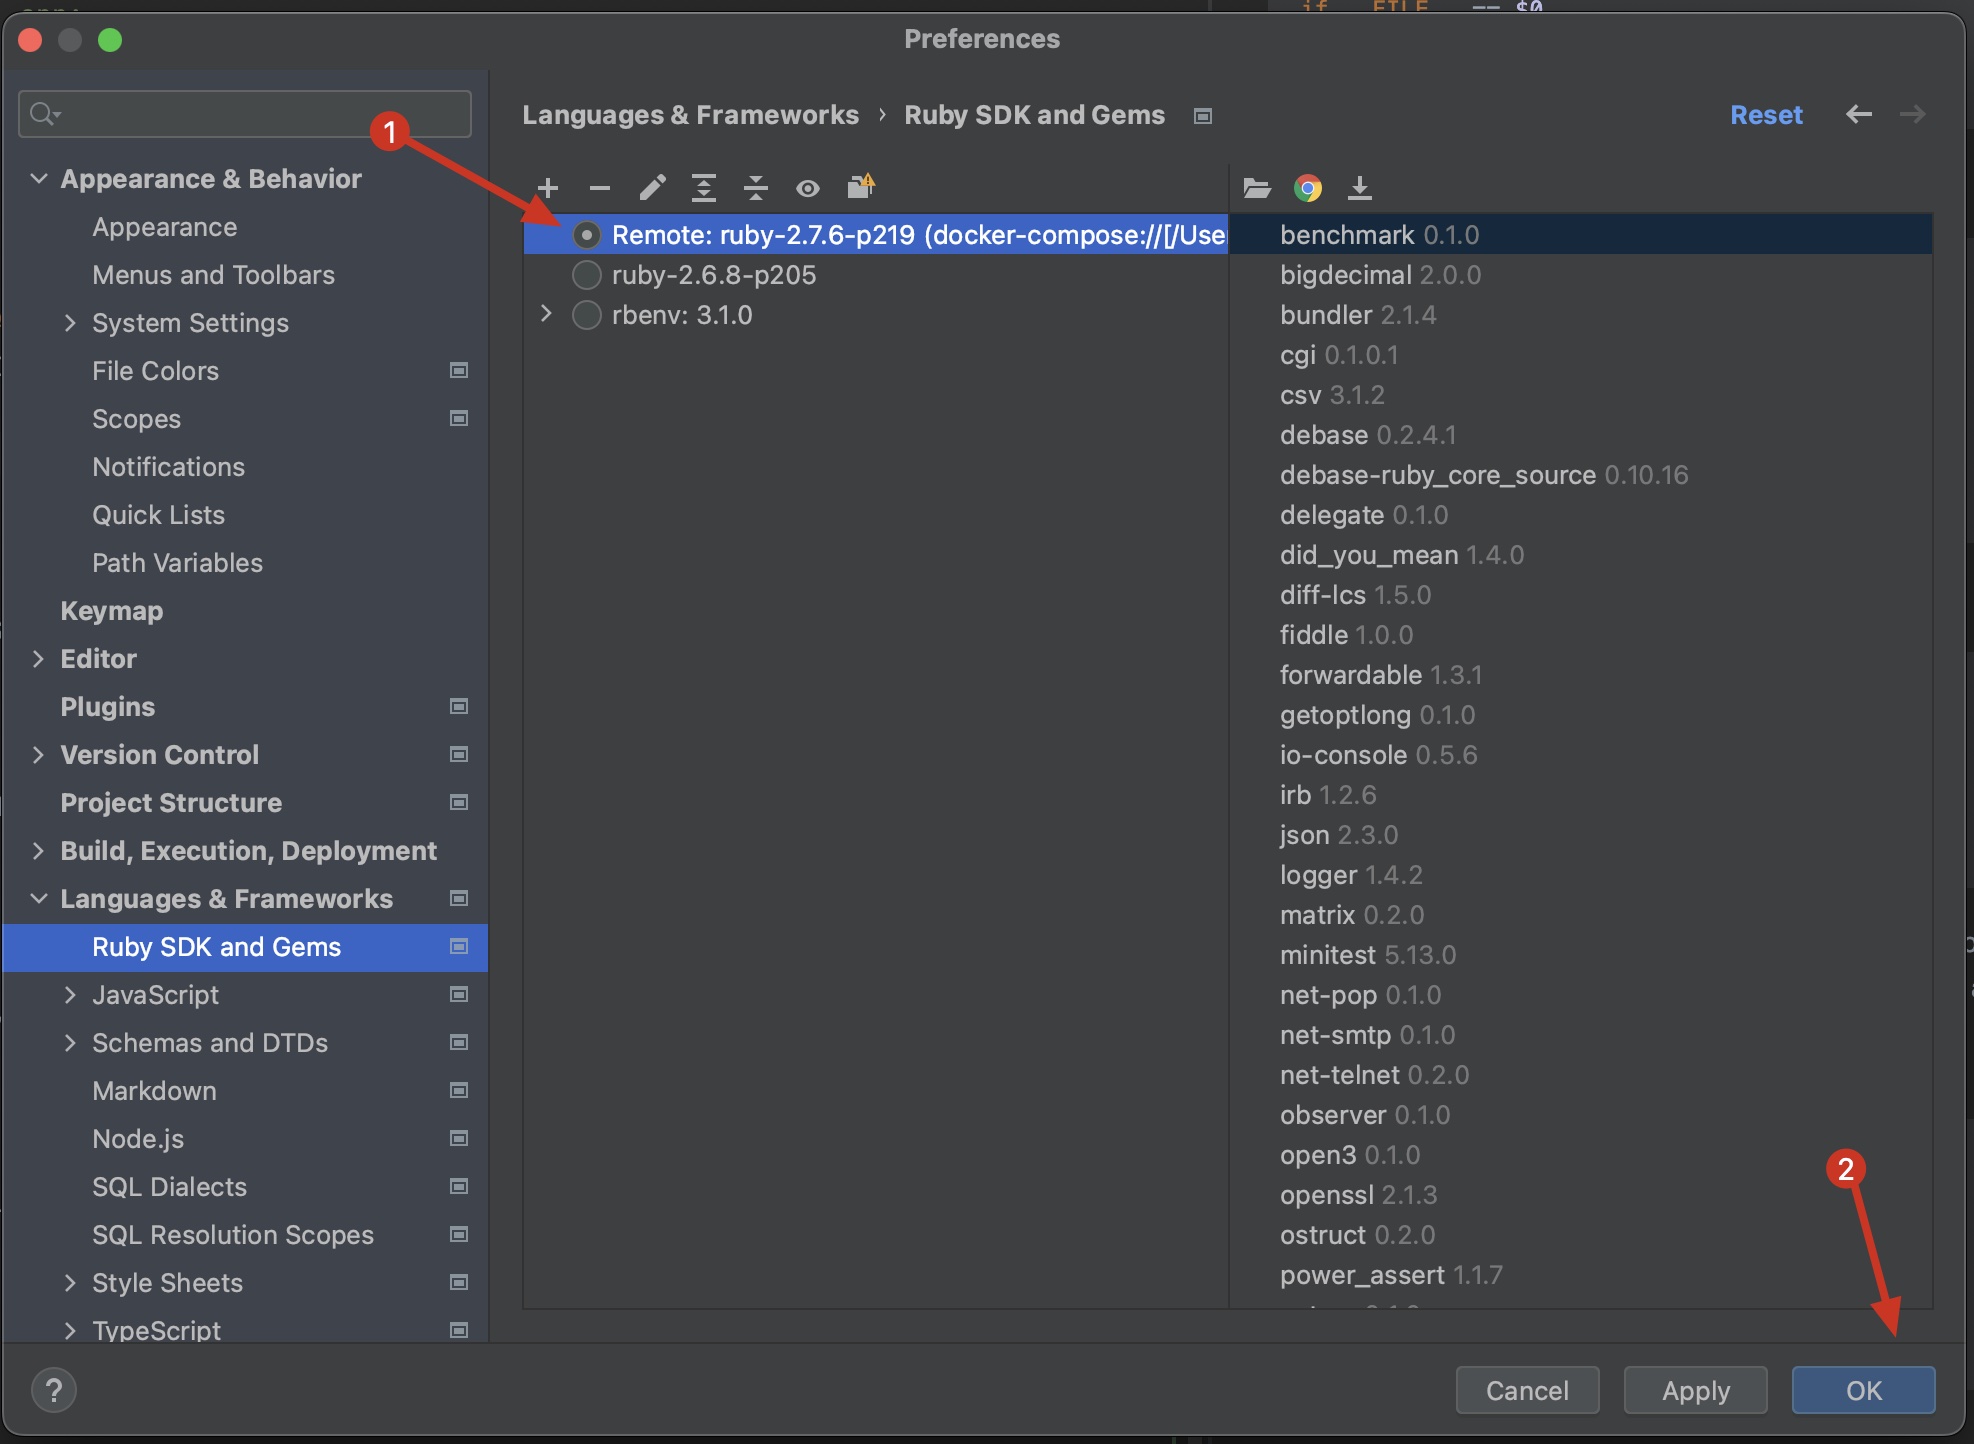 if __FILE__ == $0
Preferences
1
Languages & Frameworks › Ruby SDK and Gems
Reset
Appearance & Behavior
Appearance
Menus and Toolbars
System Settings
File Colors
Scopes
Notifications
Quick Lists
Path Variables
Keymap
Editor
Plugins
Version Control
Project Structure
Build, Execution, Deployment
Languages & Frameworks
Ruby SDK and Gems
JavaScript
Schemas and DTDs
Markdown
Node.js
SQL Dialects
SQL Resolution Scopes
Style Sheets
TypeScript
Remote: ruby-2.7.6-p219 (docker-compose://[/Use
ruby-2.6.8-p205
rbenv: 3.1.0
benchmark 0.1.0
bigdecimal 2.0.0
bundler 2.1.4
cgi 0.1.0.1
csv 3.1.2
debase 0.2.4.1
debase-ruby_core_source 0.10.16
delegate 0.1.0
did_you_mean 1.4.0
diff-lcs 1.5.0
fiddle 1.0.0
forwardable 1.3.1
getoptlong 0.1.0
io-console 0.5.6
irb 1.2.6
json 2.3.0
logger 1.4.2
matrix 0.2.0
minitest 5.13.0
net-pop 0.1.0
net-smtp 0.1.0
net-telnet 0.2.0
observer 0.1.0
open3 0.1.0
openssl 2.1.3
ostruct 0.2.0
power_assert 1.1.7
2
?
Cancel
Apply
OK